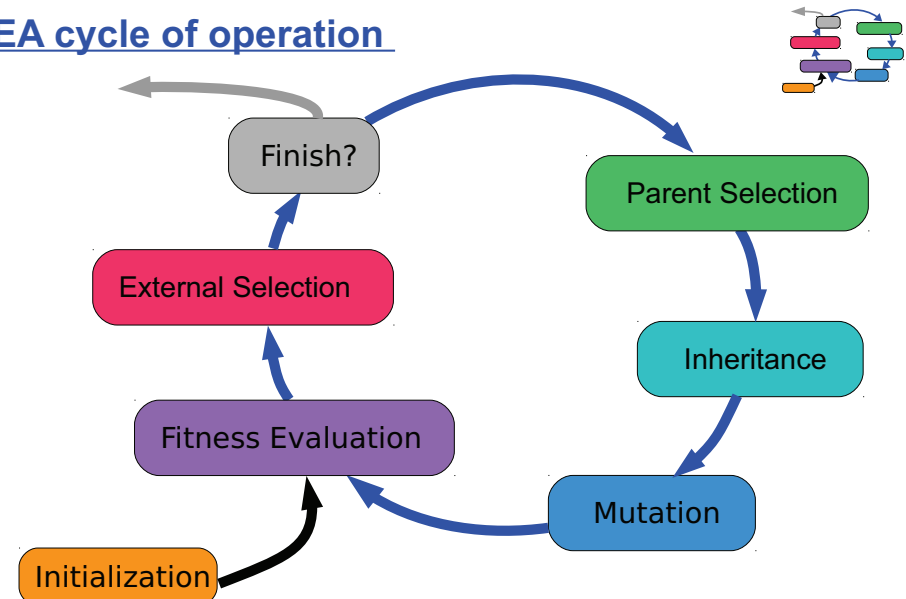 EA cycle of operation
Finish?
Parent Selection
External Selection
Inheritance
Fitness Evaluation
Mutation
Initialization